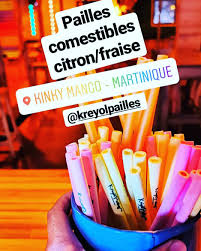 Pailles
comestibles
citron/fraise
KINKY MANGO - MARTINIQUE
@kreyolpailles